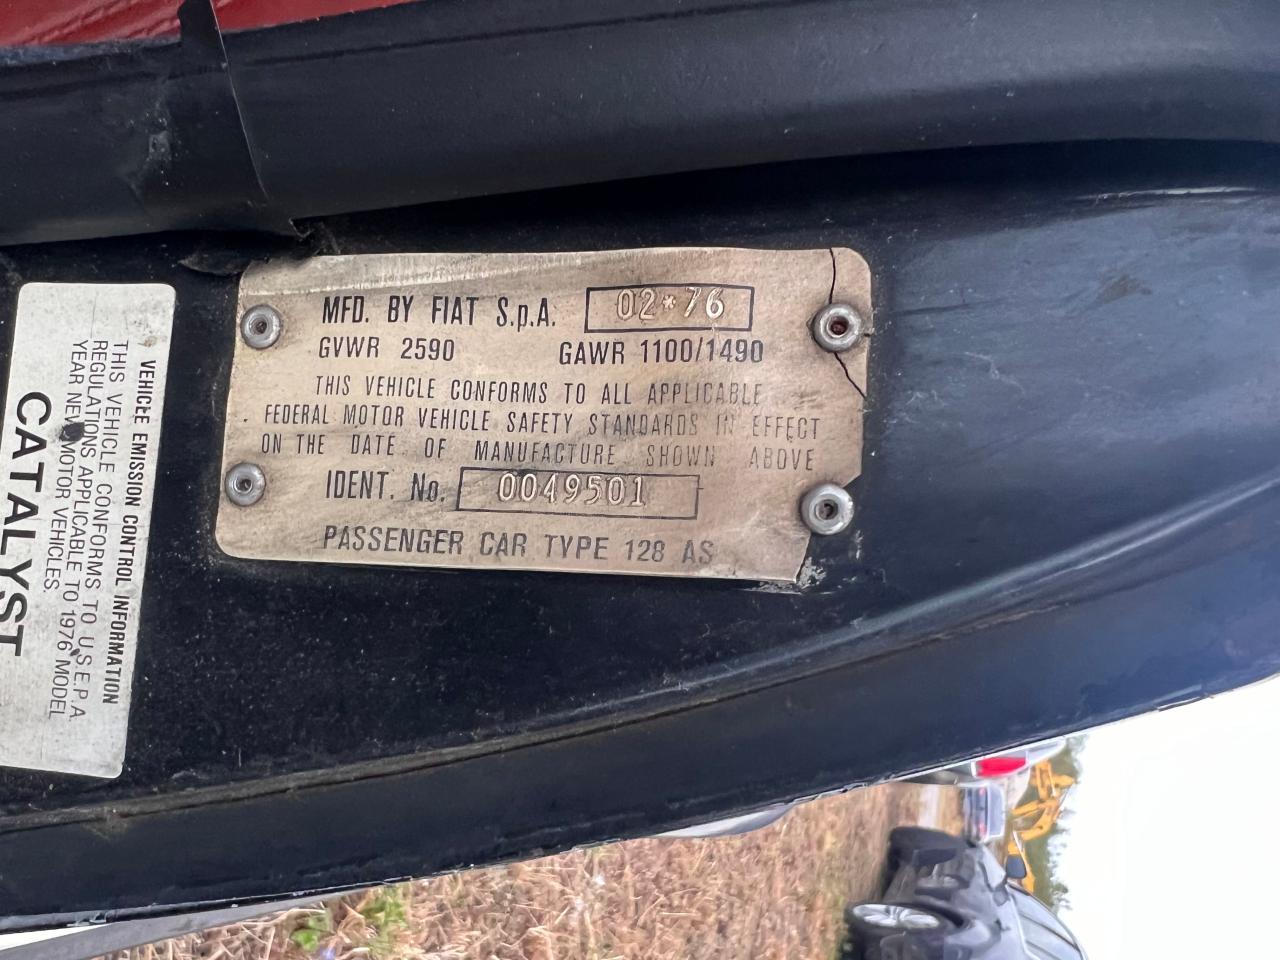 MFD. BY FIAT S.p.A. 02*76
GVWR 2590 GAWR 1100/1490
THIS VEHICLE CONFORMS TO ALL APPLICABLE
FEDERAL MOTOR VEHICLE SAFETY STANDARDS IN EFFECT
ON THE DATE OF MANUFACTURE SHOWN ABOVE
IDENT. No. 0049501
PASSENGER CAR TYPE 128 AS
VEHICLE EMISSION CONTROL INFORMATION
THIS VEHICLE CONFORMS TO U.S.E.P.A.
REGULATIONS APPLICABLE TO 1976 MODEL
YEAR NEW MOTOR VEHICLES
CATALYST